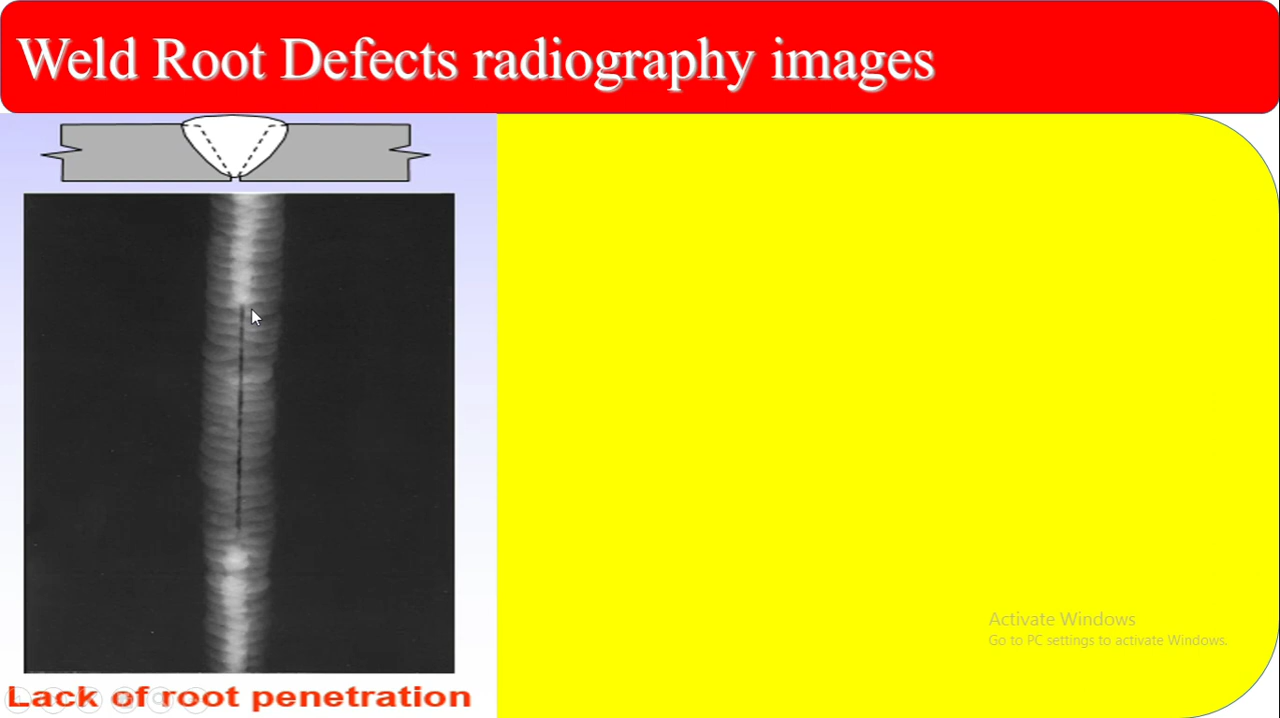 Weld Root Defects radiography images
Lack of root penetration
Activate Windows
Go to PC settings to activate Windows.